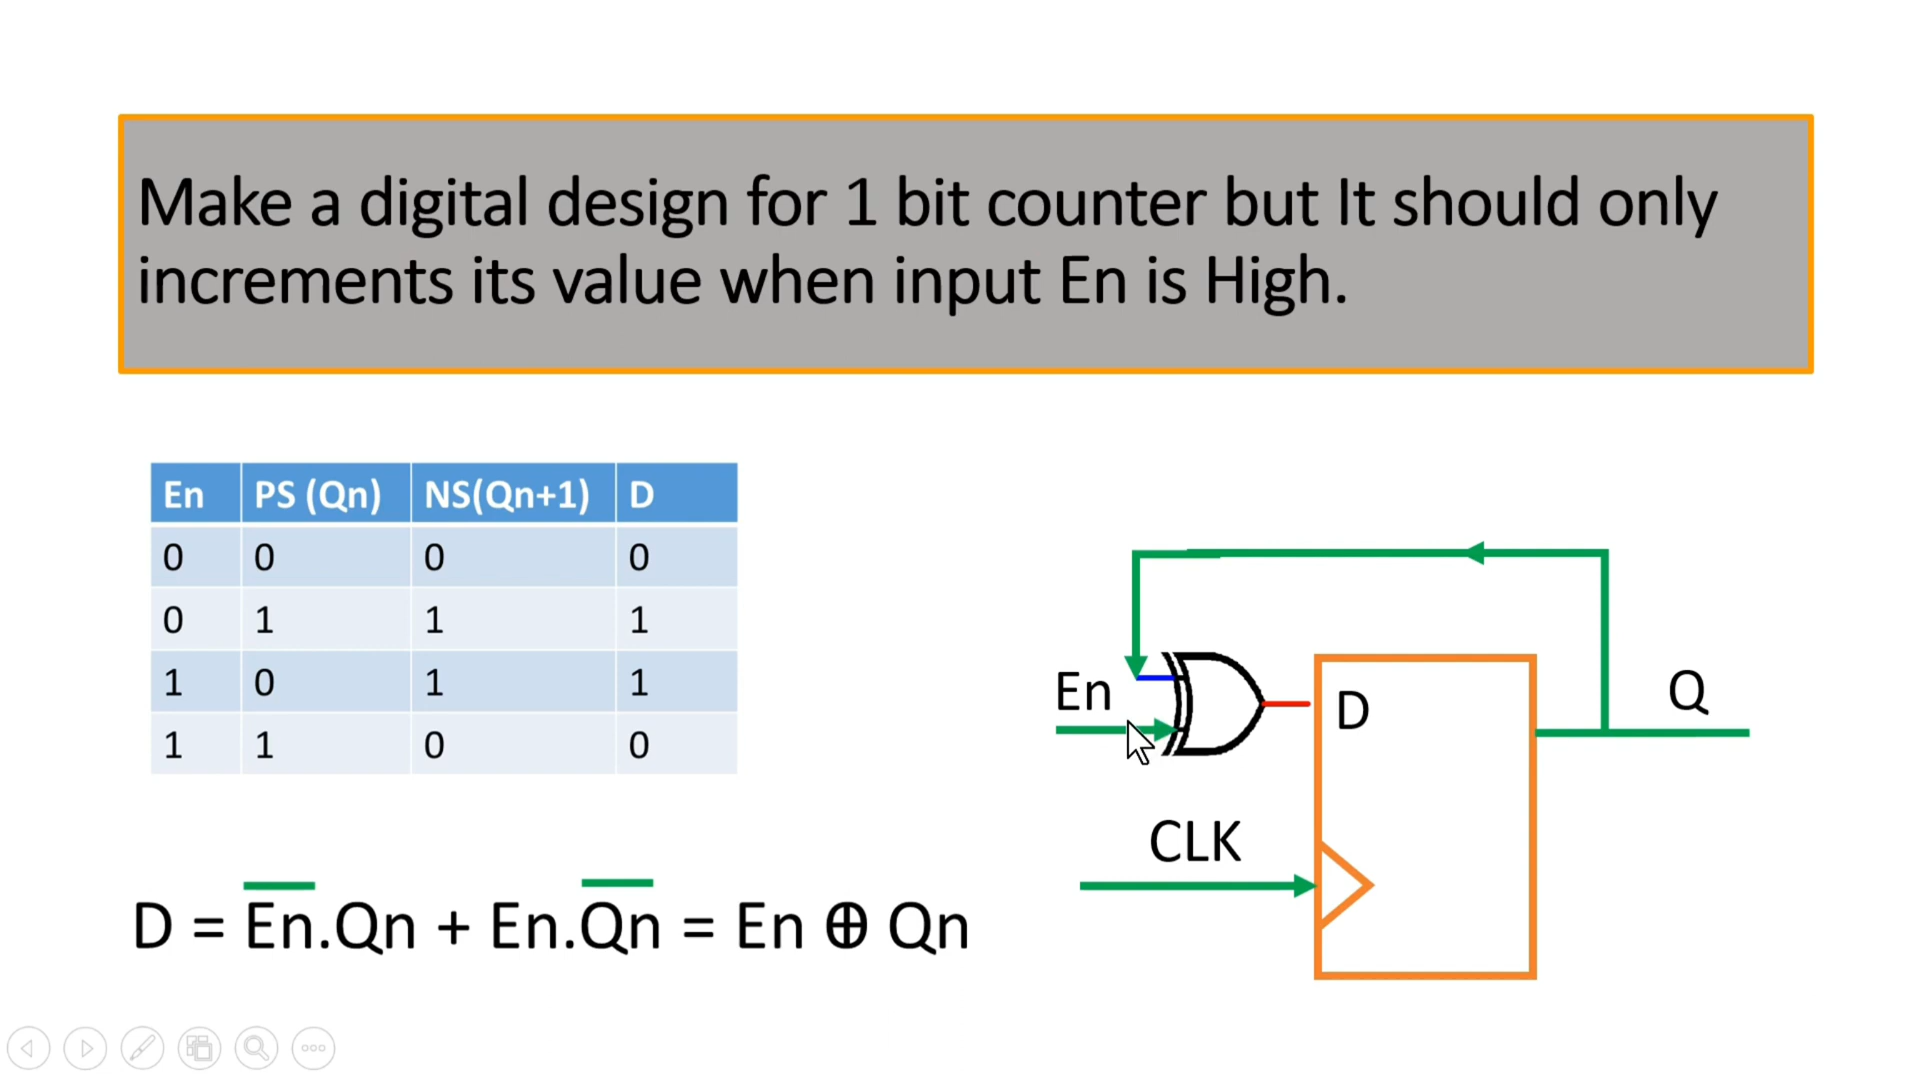 Make a digital design for 1 bit counter but It should only
increments its value when input En is High.
En PS (Qn) NS(Qn+1) D
0 0 0 0
0 1 1 1
1 0 1 1
1 1 0 0
D = E̅n̅.Qn + En.Q̅n̅ = En ⊕ Qn
En
D
Q
CLK